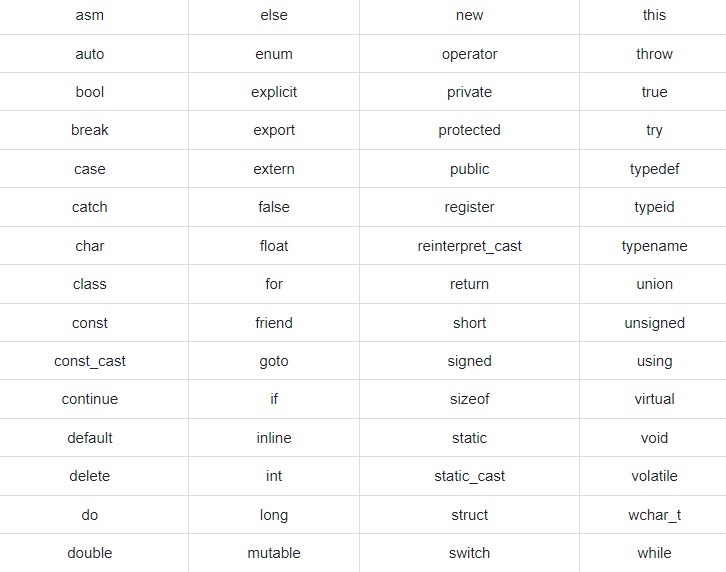 asm else new this
auto enum operator throw
bool explicit private true
break export protected try
case extern public typedef
catch false register typeid
char float reinterpret_cast typename
class for return union
const friend short unsigned
const_cast goto signed using
continue if sizeof virtual
default inline static void
delete int static_cast volatile
do long struct wchar_t
double mutable switch while